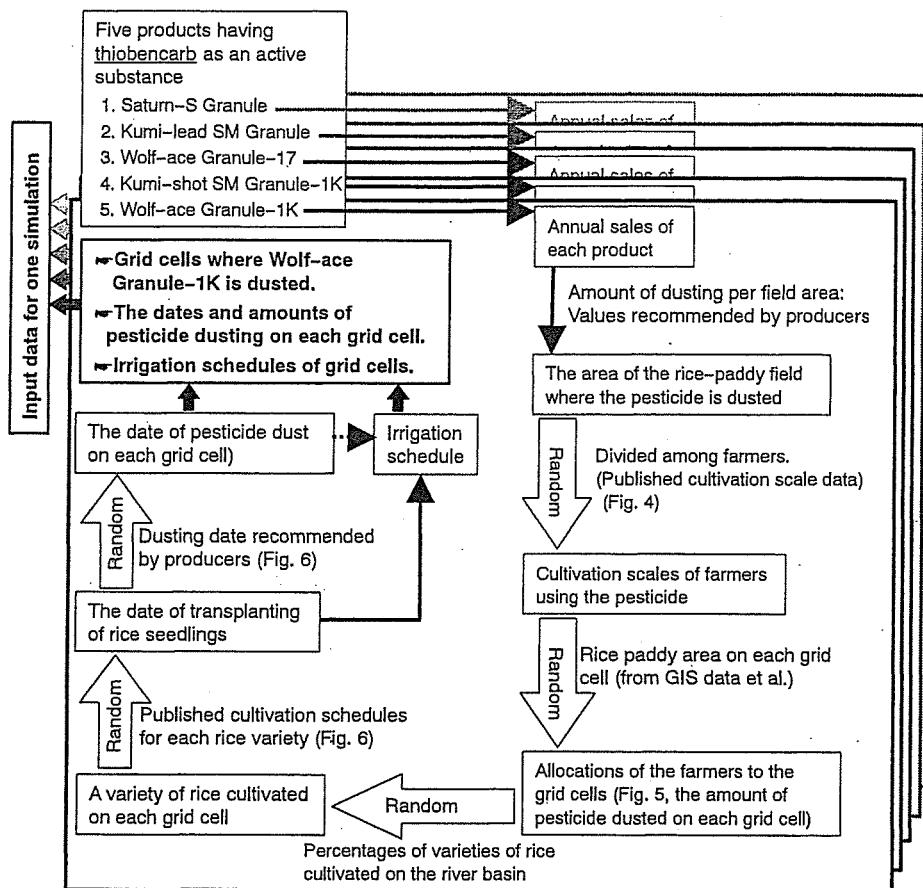 Five products having
thiobencarb as an active
substance
1. Saturn-S Granule
2. Kumi-lead SM Granule
3. Wolf-ace Granule-17
4. Kumi-shot SM Granule-1K
5. Wolf-ace Granule-1K
Annual sales of
Annual sales of
Annual sales of
each product
Input data for one simulation
☛Grid cells where Wolf-ace
Granule-1K is dusted.
☛The dates and amounts of
pesticide dusting on each grid cell.
☛Irrigation schedules of grid cells.
Amount of dusting per field area:
Values recommended by producers
The area of the rice-paddy field
where the pesticide is dusted
Random
Divided among farmers.
(Published cultivation scale data)
(Fig. 4)
Cultivation scales of farmers
using the pesticide
Random
Rice paddy area on each grid
cell (from GIS data et al.)
Allocations of the farmers to the
grid cells (Fig. 5, the amount of
pesticide dusted on each grid cell)
Random
Percentages of varieties of rice
cultivated on the river basin
A variety of rice cultivated
on each grid cell
Random
Published cultivation schedules
for each rice variety (Fig. 6)
The date of transplanting
of rice seedlings
Random
Dusting date recommended
by producers (Fig. 6)
The date of pesticide dust
on each grid cell)
Irrigation
schedule